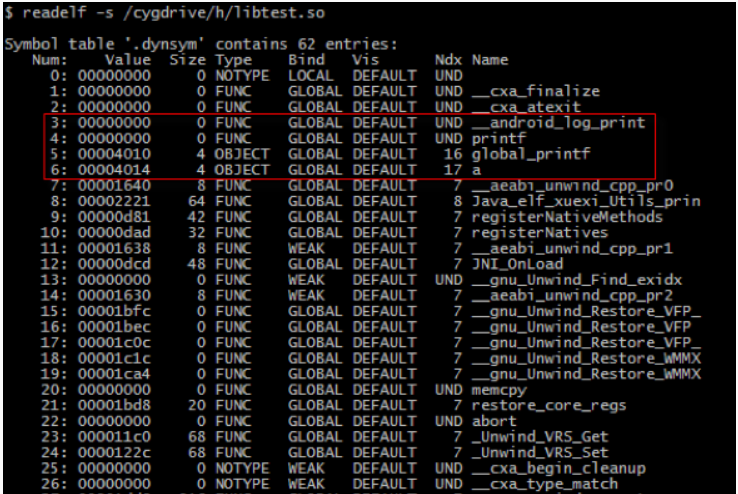 $ readelf -s /cygdrive/h/libtest.so
Symbol table '.dynsym' contains 62 entries:
Num: Value Size Type Bind Vis Ndx Name
0: 00000000 0 NOTYPE LOCAL DEFAULT UND
1: 00000000 0 FUNC GLOBAL DEFAULT UND __cxa_finalize
2: 00000000 0 FUNC GLOBAL DEFAULT UND __cxa_atexit
3: 00000000 0 FUNC GLOBAL DEFAULT UND __android_log_print
4: 00000000 0 FUNC GLOBAL DEFAULT UND printf
5: 00004010 4 OBJECT GLOBAL DEFAULT 16 global_printf
6: 00004014 4 OBJECT GLOBAL DEFAULT 17 a
7: 00001640 8 FUNC GLOBAL DEFAULT 7 __aeabi_unwind_cpp_pr0
8: 00002221 64 FUNC GLOBAL DEFAULT 8 Java_elf_xuexi_Utils_prin
9: 00000d81 42 FUNC GLOBAL DEFAULT 7 registerNativeMethods
10: 00000dad 32 FUNC GLOBAL DEFAULT 7 registerNatives
11: 00001638 8 FUNC WEAK DEFAULT 7 __aeabi_unwind_cpp_pr1
12: 00000dcd 48 FUNC GLOBAL DEFAULT 7 JNI_OnLoad
13: 00000000 0 FUNC WEAK DEFAULT UND __gnu_Unwind_Find_exidx
14: 00001630 8 FUNC WEAK DEFAULT 7 __aeabi_unwind_cpp_pr2
15: 00001bfc 0 FUNC GLOBAL DEFAULT 7 __gnu_Unwind_Restore_VFP_
16: 00001bec 0 FUNC GLOBAL DEFAULT 7 __gnu_Unwind_Restore_VFP
17: 00001c0c 0 FUNC GLOBAL DEFAULT 7 __gnu_Unwind_Restore_VFP_
18: 00001c1c 0 FUNC GLOBAL DEFAULT 7 __gnu_Unwind_Restore_WMMX
19: 00001ca4 0 FUNC GLOBAL DEFAULT 7 __gnu_Unwind_Restore_WMMX
20: 00000000 0 FUNC GLOBAL DEFAULT UND memcpy
21: 00001bd8 20 FUNC GLOBAL DEFAULT 7 restore_core_regs
22: 00000000 0 FUNC GLOBAL DEFAULT UND abort
23: 000011c0 68 FUNC GLOBAL DEFAULT 7 _Unwind_VRS_Get
24: 0000122c 68 FUNC GLOBAL DEFAULT 7 _Unwind_VRS_Set
25: 00000000 0 NOTYPE WEAK DEFAULT UND __cxa_begin_cleanup
26: 00000000 0 NOTYPE WEAK DEFAULT UND __cxa_type_match